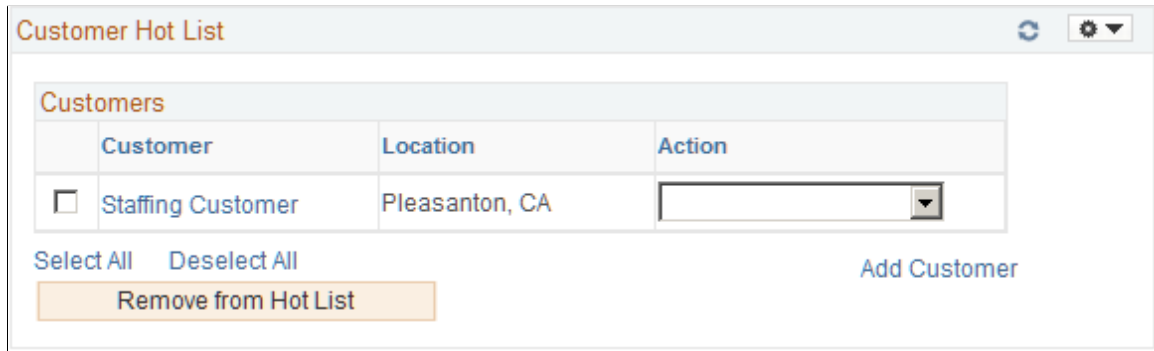 Customer Hot List
Customers
Customer Location Action
Staffing Customer Pleasanton, CA
Select All Deselect All Add Customer
Remove from Hot List